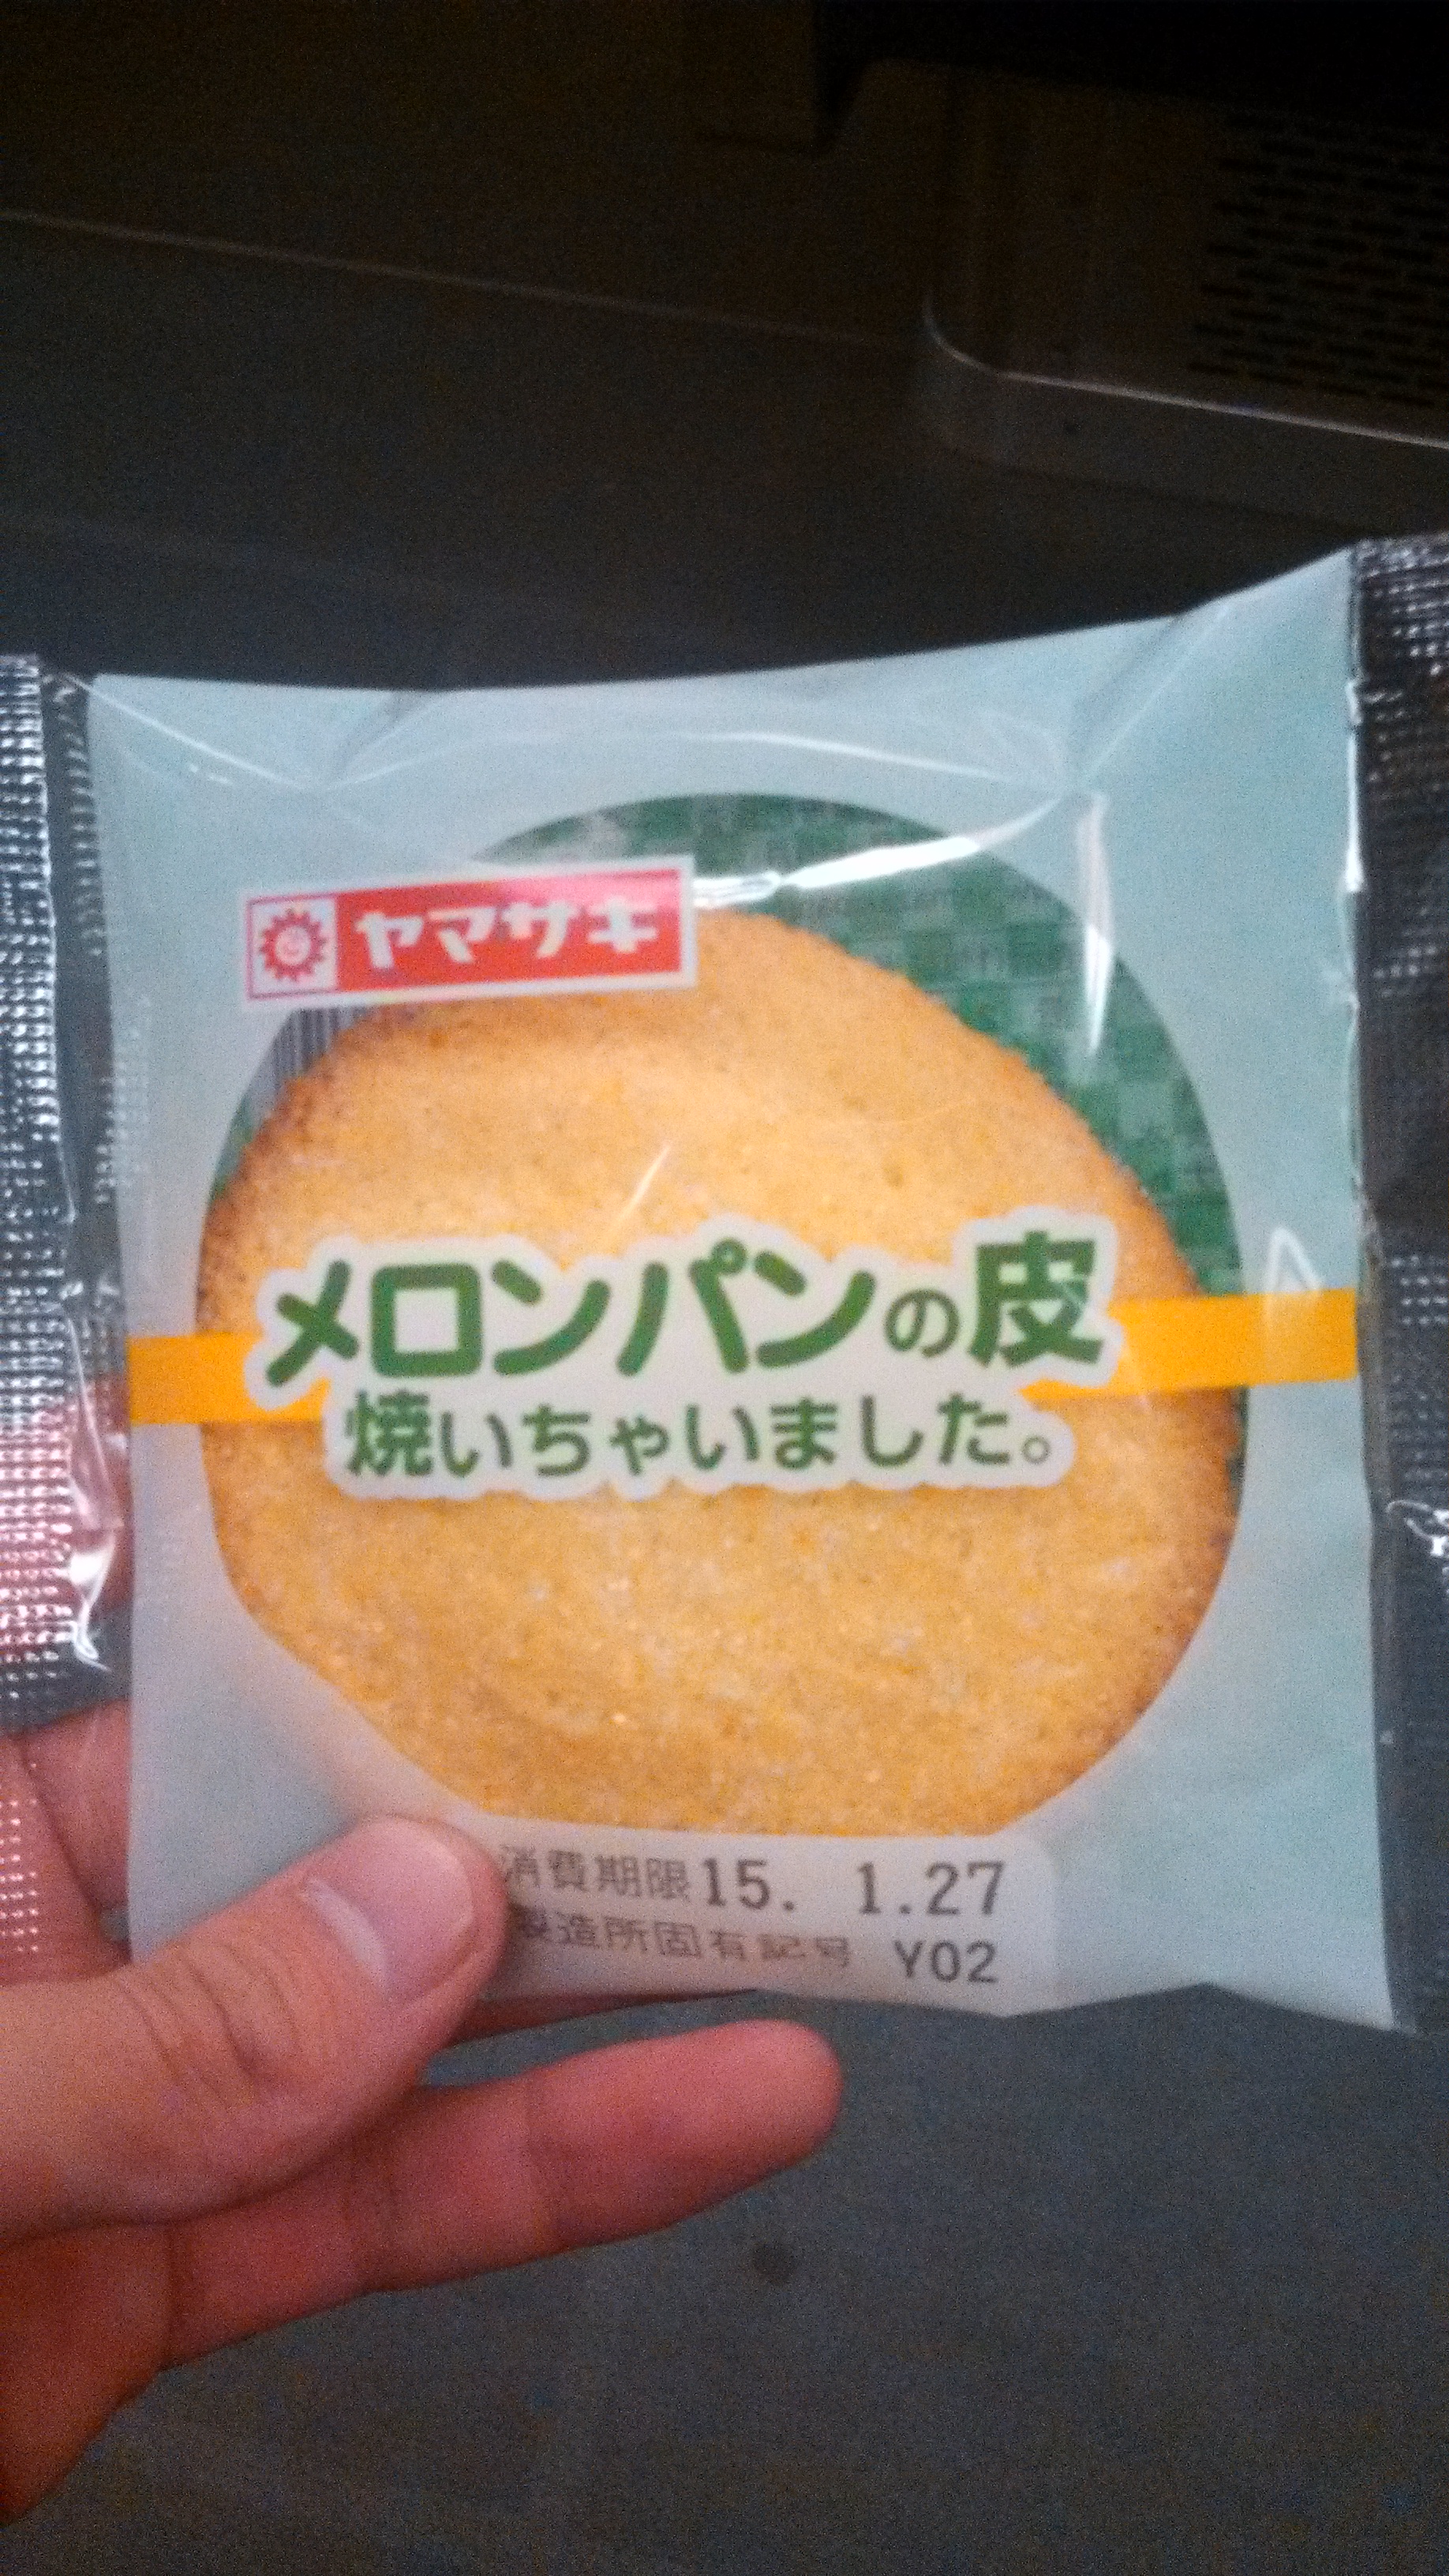 ヤマザキ
メロンパンの皮
焼いちゃいました。
消費期限15. 1.27
製造所固有記号 Y02